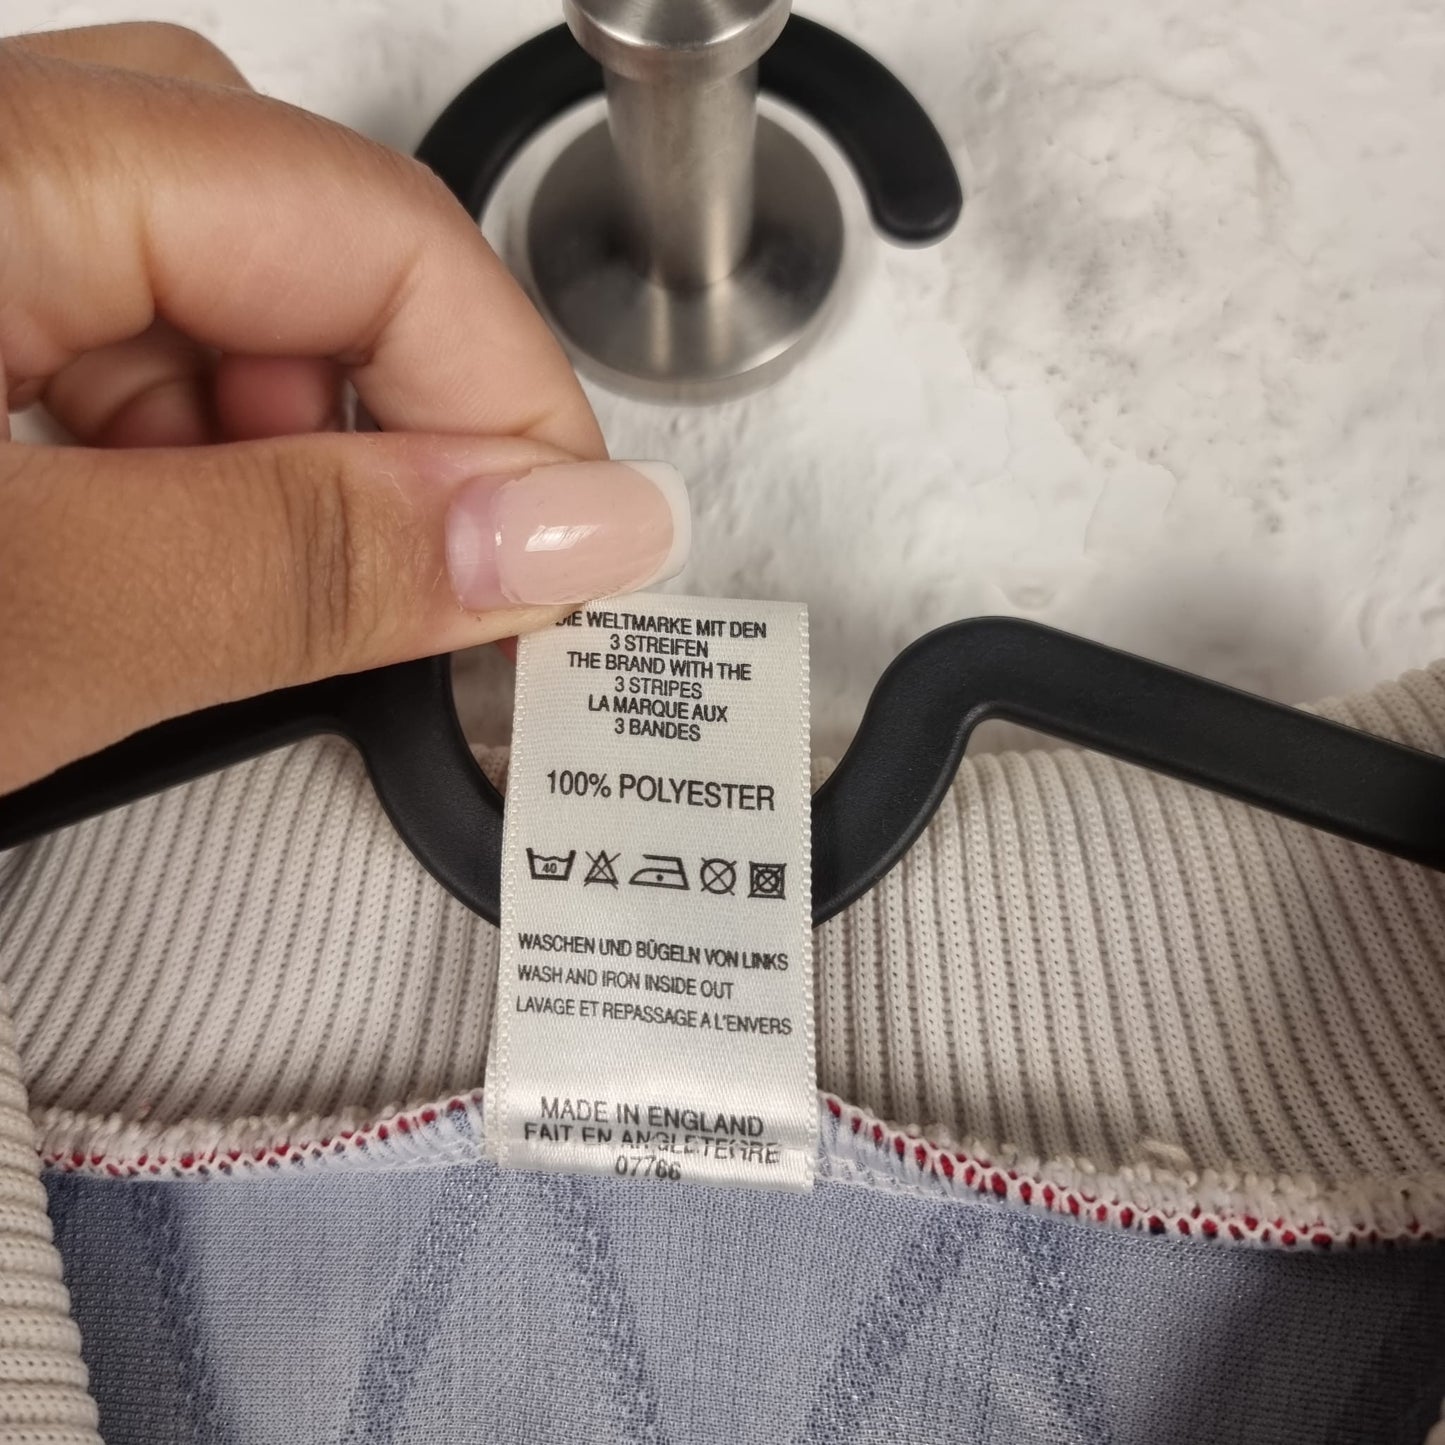 DIE WELTMARKE MIT DEN
3 STREIFEN
THE BRAND WITH THE
3 STRIPES
LA MARQUE AUX
3 BANDES
100% POLYESTER
40
WASCHEN UND BÜGELN VON LINKS
WASH AND IRON INSIDE OUT
LAVAGE ET REPASSAGE A L'ENVERS
MADE IN ENGLAND
FAIT EN ANGLETERRE
07766